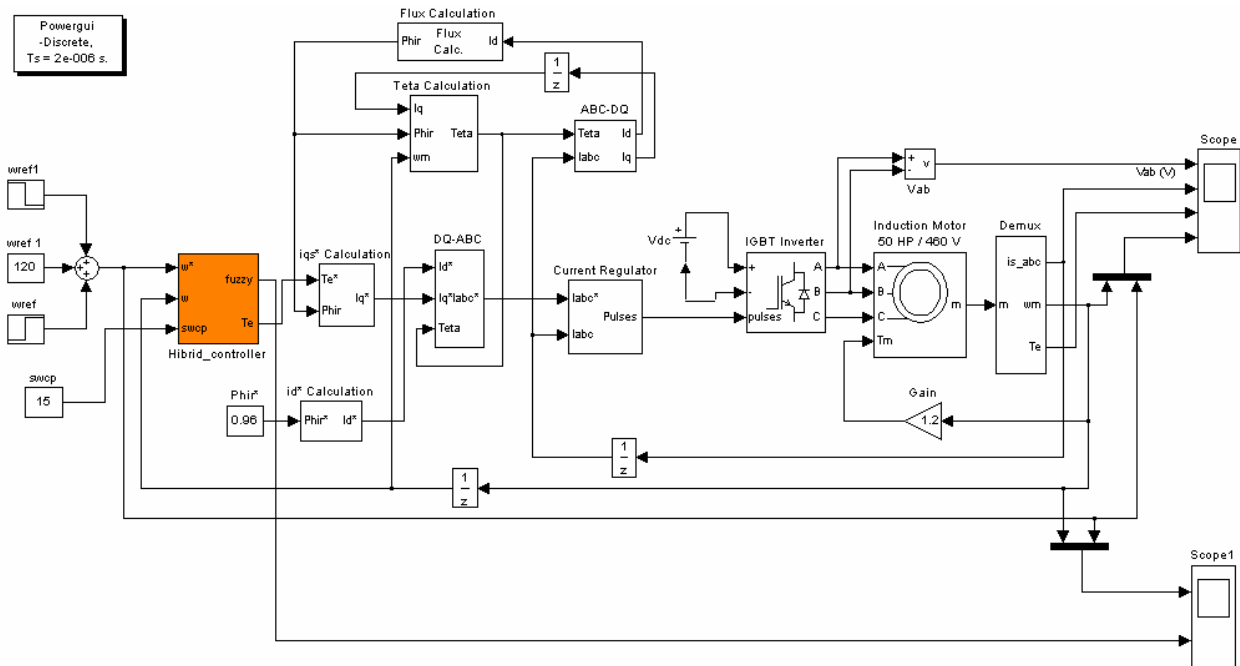 Powergui
-Discrete,
Ts = 2e-006 s.
Flux Calculation
Phir
Flux
Calc.
Id
1
z
Teta Calculation
Iq
Phir
wm
Teta
ABC-DQ
Teta
Iabc
Id
Iq
wref1
wref 1
120
wref
+
+
+
w*
w
swcp
fuzzy
Te
Hibrid_controller
swcp
15
iqs* Calculation
Te*
Phir
Iq*
DQ-ABC
Id*
Iq*Iabc*
Teta
Phir*
0.96
id* Calculation
Phir*
Id*
Current Regulator
Iabc*
Iabc
Pulses
Vdc
+
IGBT Inverter
+
-
pulses
A
B
C
+
-
v
Vab
Induction Motor
50 HP / 460 V
A
B
C
Tm
m
Demux
m
is_abc
wm
Te
Scope
Vab (V)
Gain
1.2
1
z
1
z
Scope1